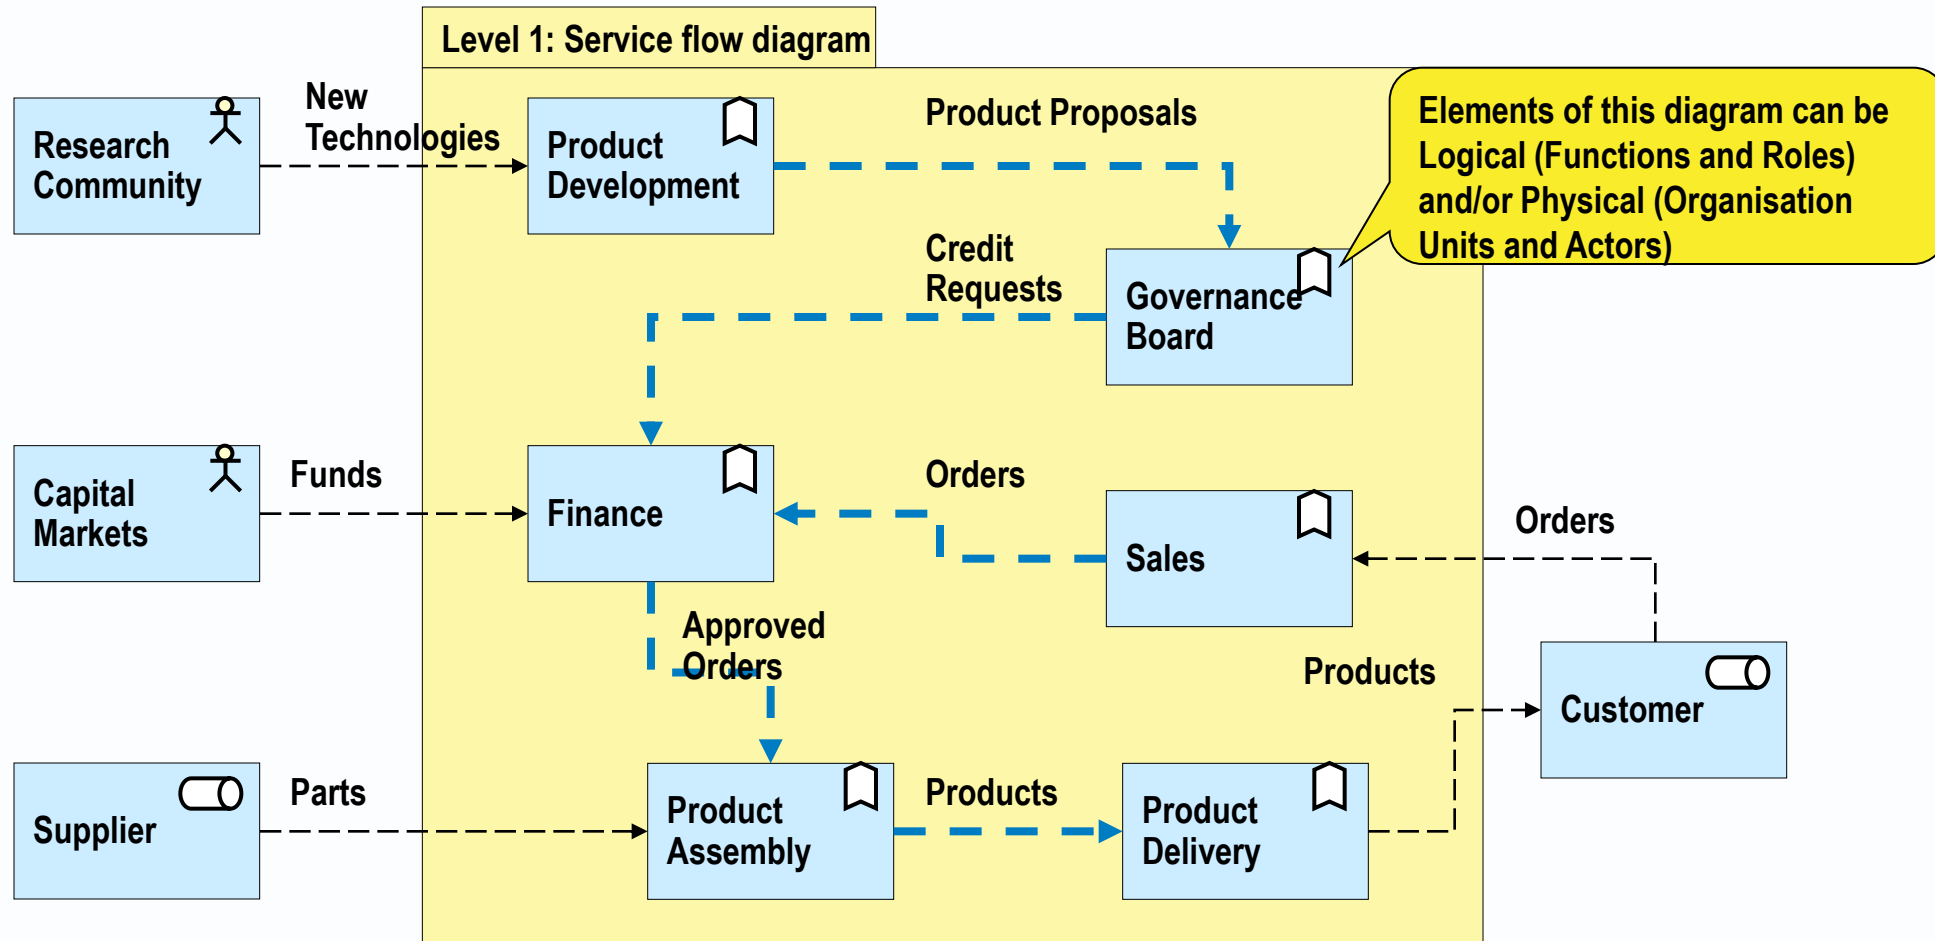 Level 1: Service flow diagram
Research
Community
New
Technologies
Product
Development
Product Proposals
Elements of this diagram can be
Logical (Functions and Roles)
and/or Physical (Organisation
Units and Actors)
Credit
Requests
Governance
Board
Capital
Markets
Funds
Finance
Orders
Sales
Orders
Approved
Orders
Products
Customer
Supplier
Parts
Product
Assembly
Products
Product
Delivery